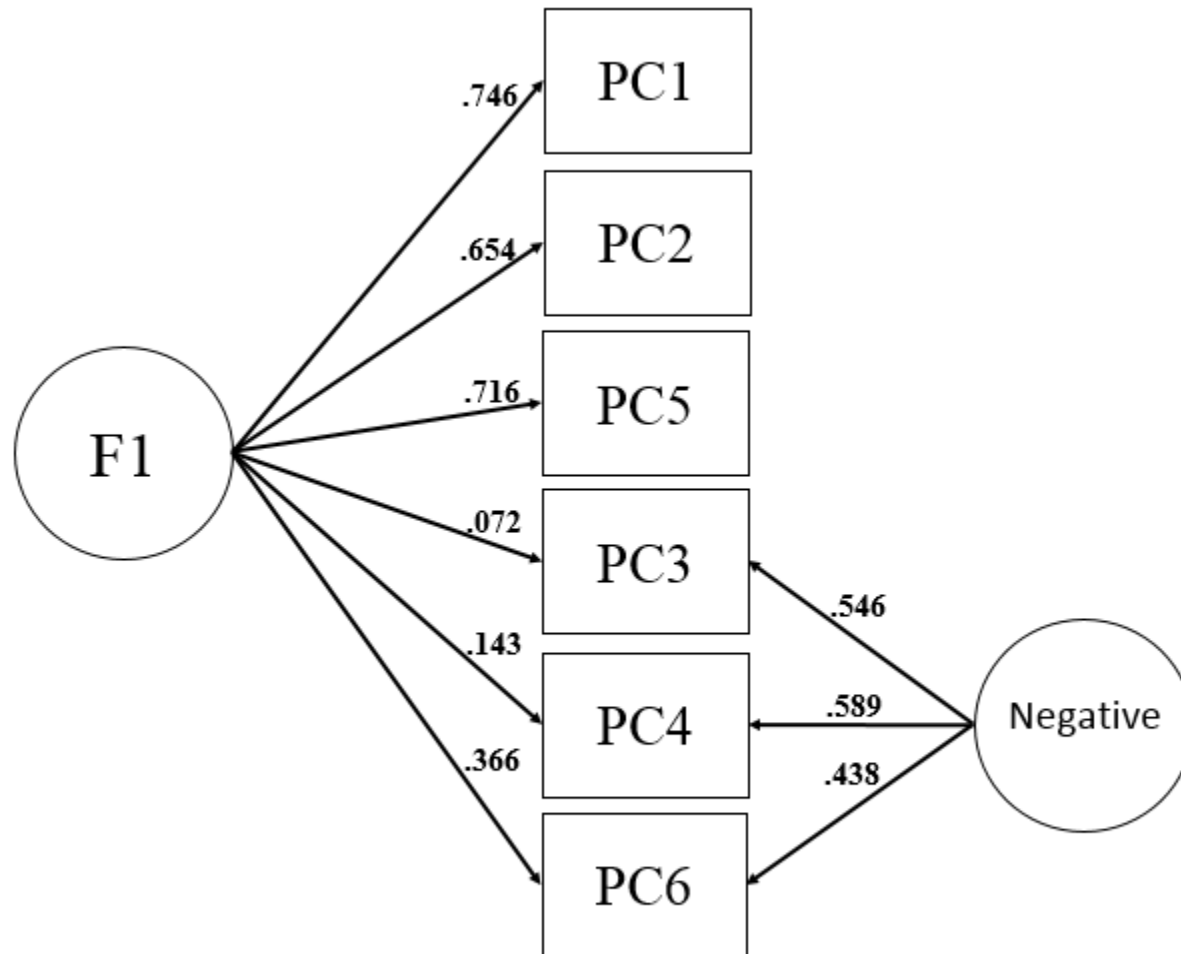 PC1
.746
PC2
.654
PC5
.716
F1
.072
PC3
.546
.143
PC4
.589
Negative
.366
.438
PC6